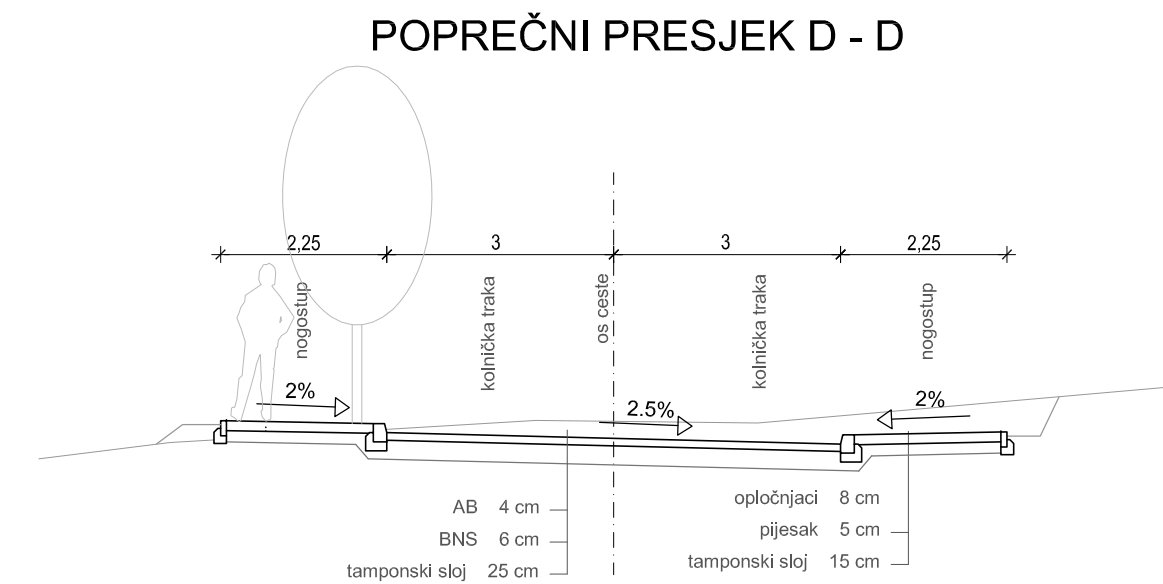 POPREČNI PRESJEK D - D
2,25
3
3
2,25
nogostup
kolnička traka
os ceste
kolnička traka
nogostup
2%
2.5%
2%
AB 4 cm
BNS 6 cm
tamponski sloj 25 cm
opločnjaci 8 cm
pijesak 5 cm
tamponski sloj 15 cm